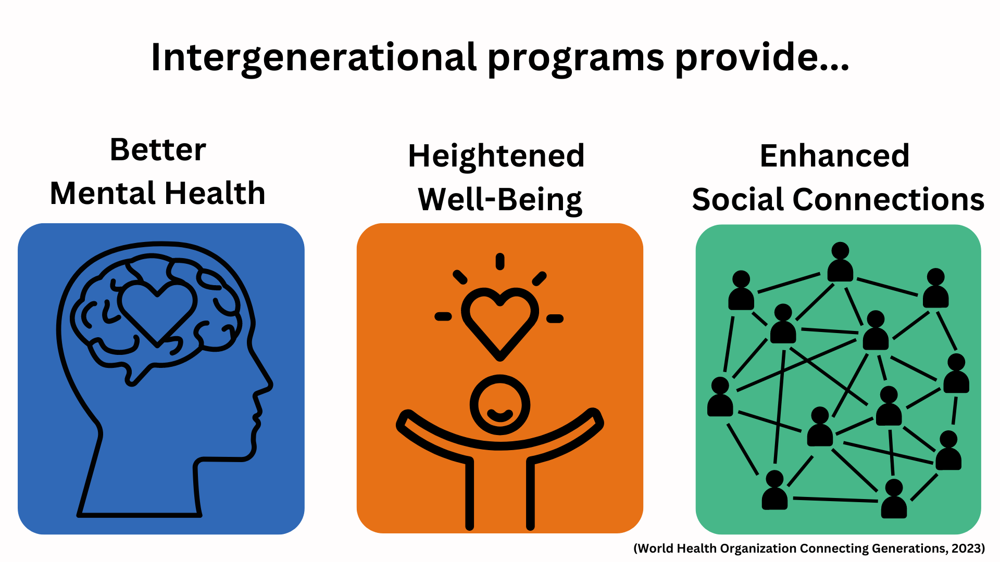 Intergenerational programs provide...
Better
Mental Health
Heightened
Well-Being
Enhanced
Social Connections
(World Health Organization Connecting Generations, 2023)